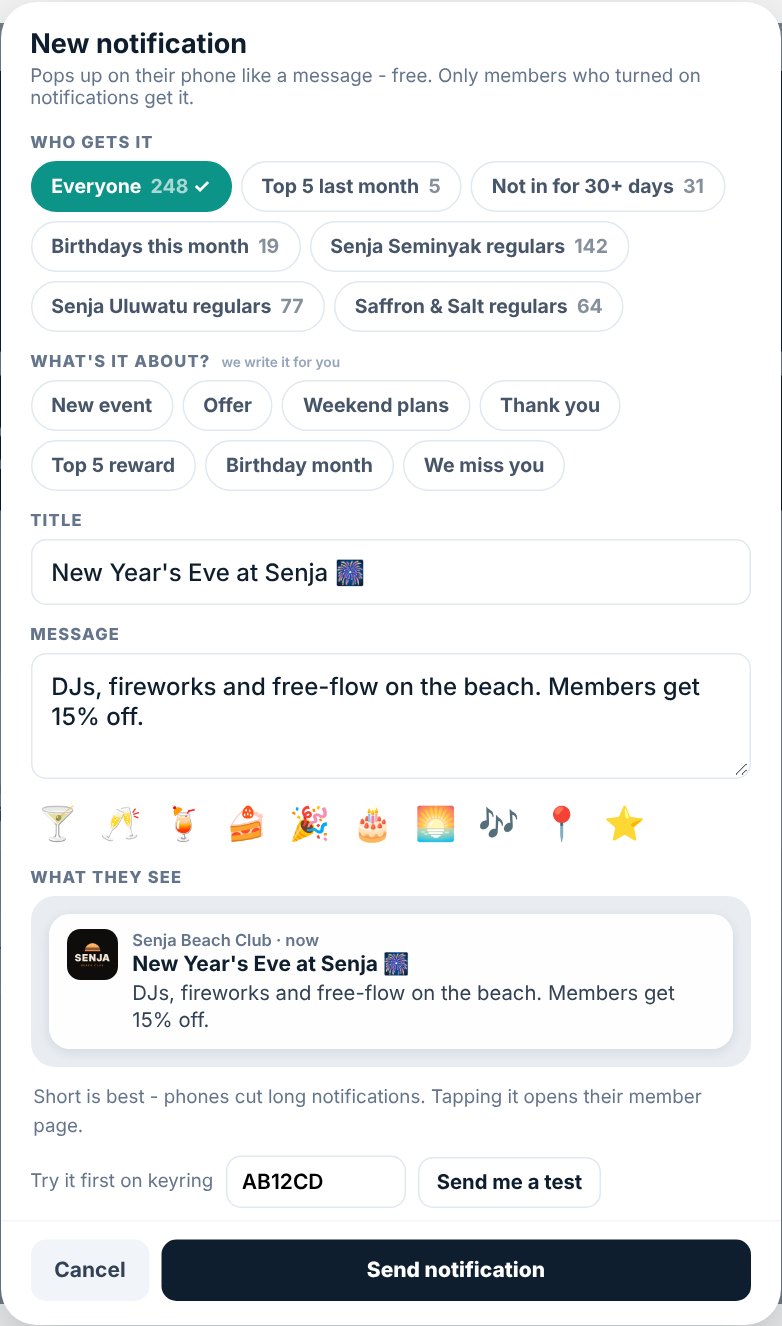 New notification
Pops up on their phone like a message - free. Only members who turned on
notifications get it.
WHO GETS IT
Everyone 248 ✓
Top 5 last month 5
Not in for 30+ days 31
Birthdays this month 19
Senja Seminyak regulars 142
Senja Uluwatu regulars 77
Saffron & Salt regulars 64
WHAT'S IT ABOUT? we write it for you
New event
Offer
Weekend plans
Thank you
Top 5 reward
Birthday month
We miss you
TITLE
New Year's Eve at Senja 🎆
MESSAGE
DJs, fireworks and free-flow on the beach. Members get
15% off.
WHAT THEY SEE
SENJA
Senja Beach Club · now
New Year's Eve at Senja 🎆
DJs, fireworks and free-flow on the beach. Members get
15% off.
Short is best - phones cut long notifications. Tapping it opens their member
page.
Try it first on keyring
AB12CD
Send me a test
Cancel
Send notification